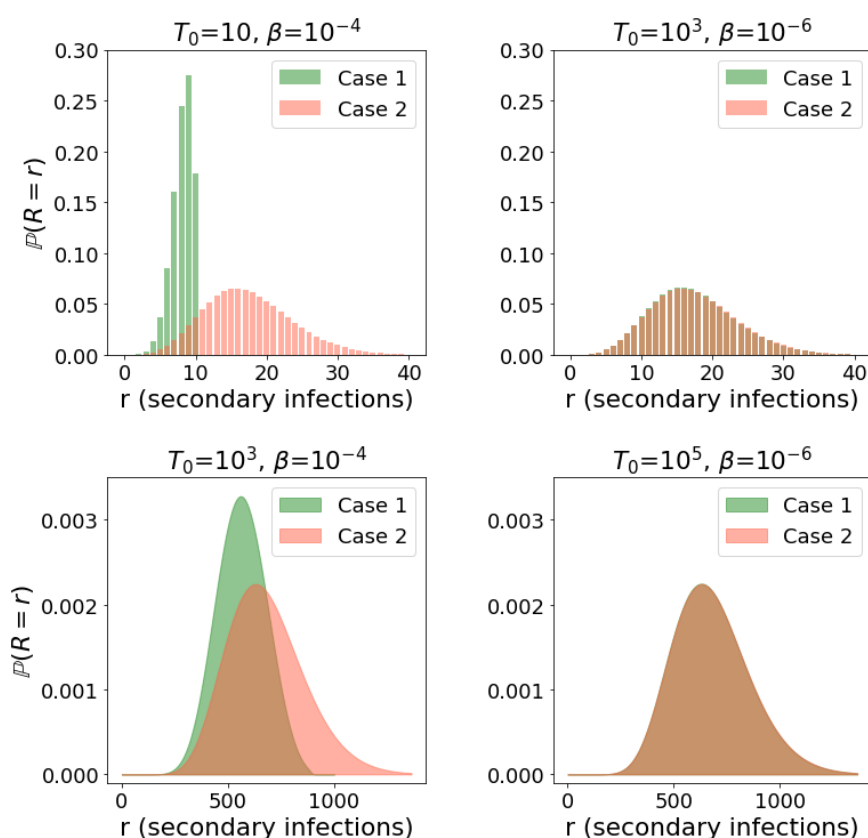 T₀=10, β=10⁻⁴
0.30
0.25
0.20
0.15
0.10
0.05
0.00
ℙ(R = r)
Case 1
Case 2
0 10 20 30 40
r (secondary infections)
T₀=10³, β=10⁻⁶
0.30
0.25
0.20
0.15
0.10
0.05
0.00
Case 1
Case 2
0 10 20 30 40
r (secondary infections)
T₀=10³, β=10⁻⁴
0.003
0.002
0.001
0.000
ℙ(R = r)
Case 1
Case 2
0 500 1000
r (secondary infections)
T₀=10⁵, β=10⁻⁶
0.003
0.002
0.001
0.000
Case 1
Case 2
0 500 1000
r (secondary infections)